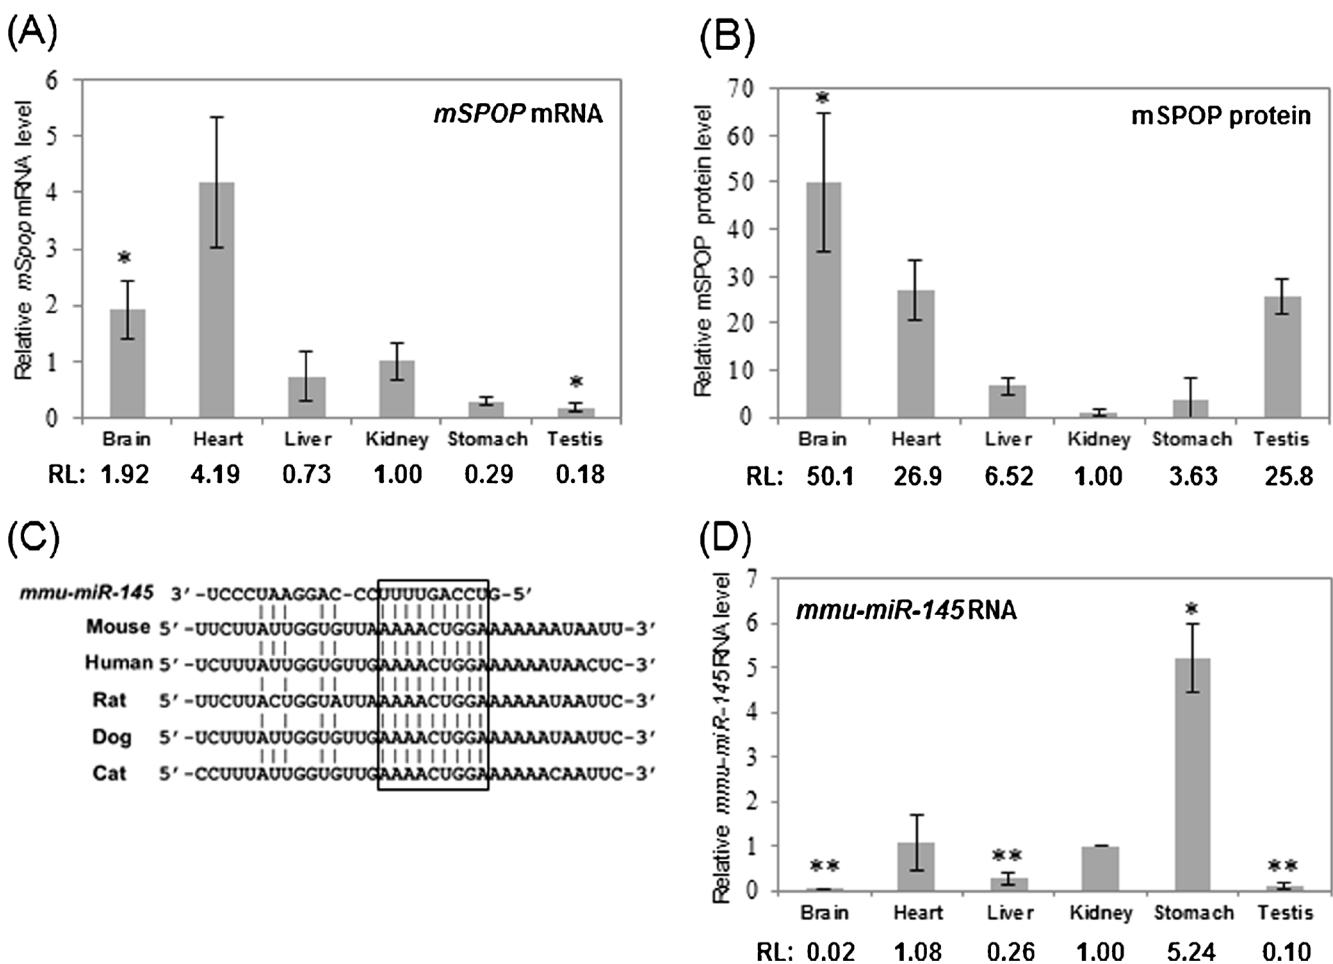 (A)
mSPOP mRNA
Relative mSpop mRNA level
6
5
4
3
2
1
0
Brain Heart Liver Kidney Stomach Testis
* *
RL: 1.92 4.19 0.73 1.00 0.29 0.18
(B)
mSPOP protein
Relative mSPOP protein level
70
60
50
40
30
20
10
0
*
Brain Heart Liver Kidney Stomach Testis
RL: 50.1 26.9 6.52 1.00 3.63 25.8
(C)
mmu-miR-145 3'-UCCCUAAGGAC-CCUUUUGACCUG-5'
Mouse 5'-UUCUUAUUGGUGUUAAAAACUGGAAAAAAAUAAUU-3'
Human 5'-UCUUUAUUGGUGUUGAAAACUGGAAAAAAAUAACUC-3'
Rat 5'-UUCUUACUGGUAUUAAAAACUGGAAAAAAAUAAUUC-3'
Dog 5'-UCUUUAUUGGUGUUGAAAACUGGAAAAAAUAAUUC-3'
Cat 5'-CCUUUAUUGGUGUUGAAAACUGGAAAAAACAAUUC-3'
(D)
mmu-miR-145 RNA
Relative mmu-miR-145 RNA level
7
6
5
4
3
2
1
0
** ** * **
Brain Heart Liver Kidney Stomach Testis
RL: 0.02 1.08 0.26 1.00 5.24 0.10